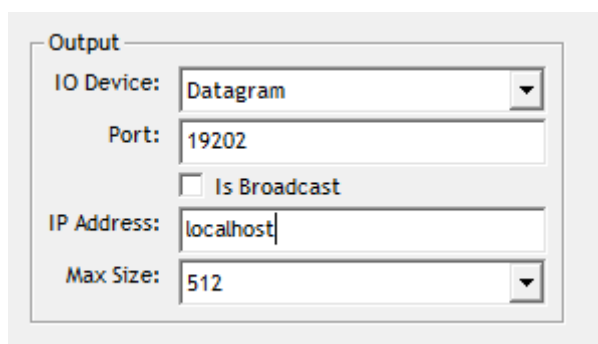 Output
IO Device: Datagram
Port: 19202
Is Broadcast
IP Address: localhost
Max Size: 512